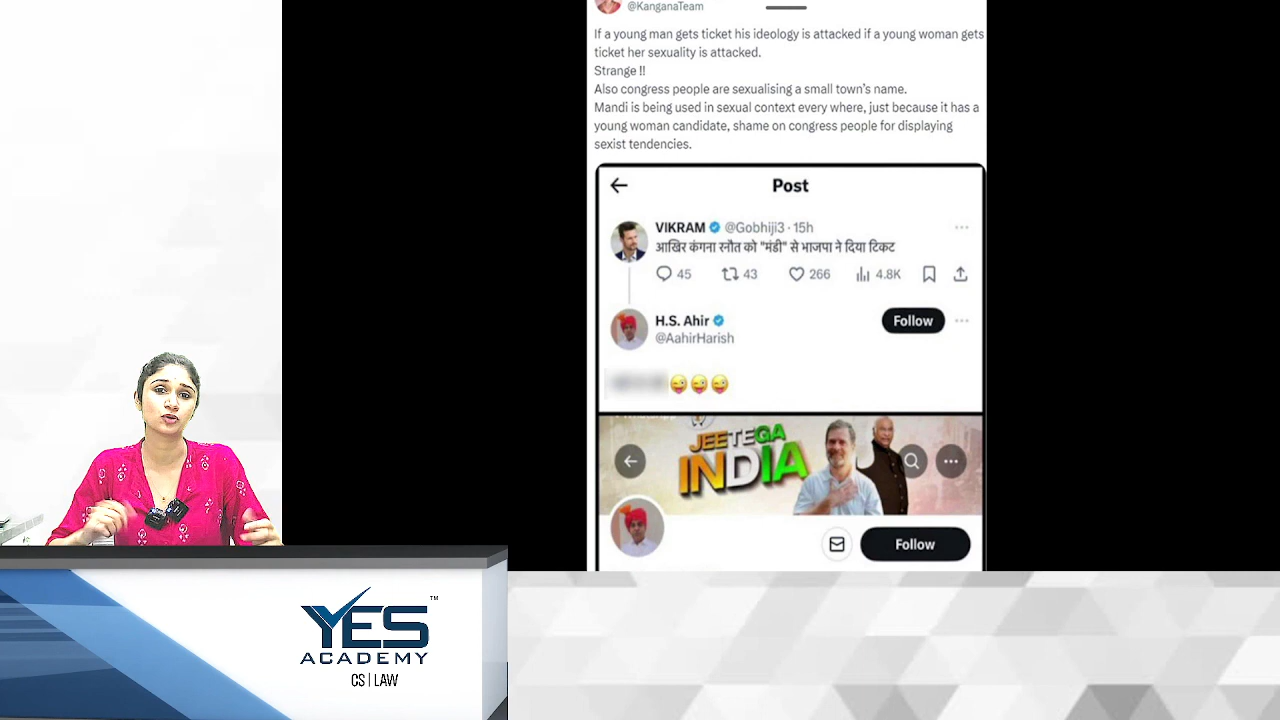 @KanganaTeam
If a young man gets ticket his ideology is attacked if a young woman gets
ticket her sexuality is attacked.
Strange !!
Also congress people are sexualising a small town's name.
Mandi is being used in sexual context every where, just because it has a
young woman candidate, shame on congress people for displaying
sexist tendencies.
Post
VIKRAM @Gobhiji3 · 15h
आखिर कंगना रनौत को "मंडी" से भाजपा ने दिया टिकट
45 43 266 4.8K
H.S. Ahir
Follow
@AahirHarish
JEETEGA
INDIA
Follow
YES
TM
ACADEMY
CS | LAW